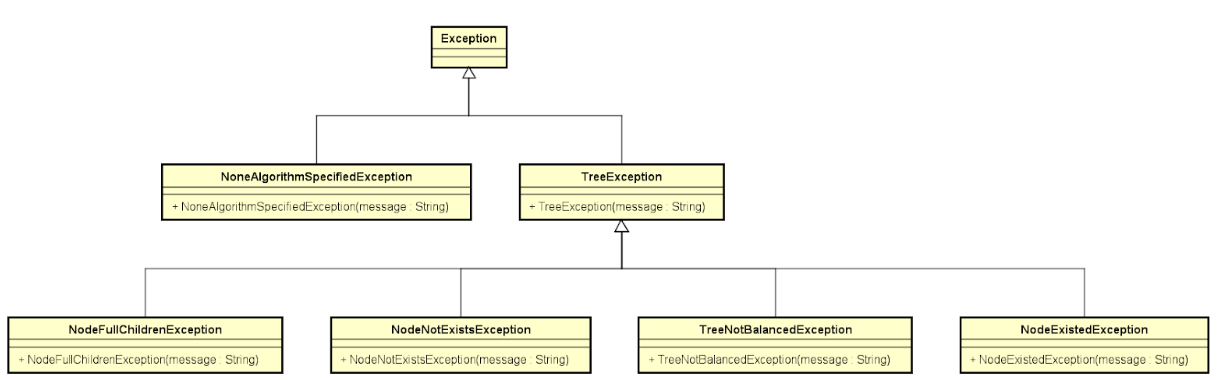 Exception
NoneAlgorithmSpecifiedException
+ NoneAlgorithmSpecifiedException(message : String)
TreeException
+ TreeException(message : String)
NodeFullChildrenException
+ NodeFullChildrenException(message : String)
NodeNotExistsException
+ NodeNotExistsException(message : String)
TreeNotBalancedException
+ TreeNotBalancedException(message : String)
NodeExistedException
+ NodeExistedException(message : String)